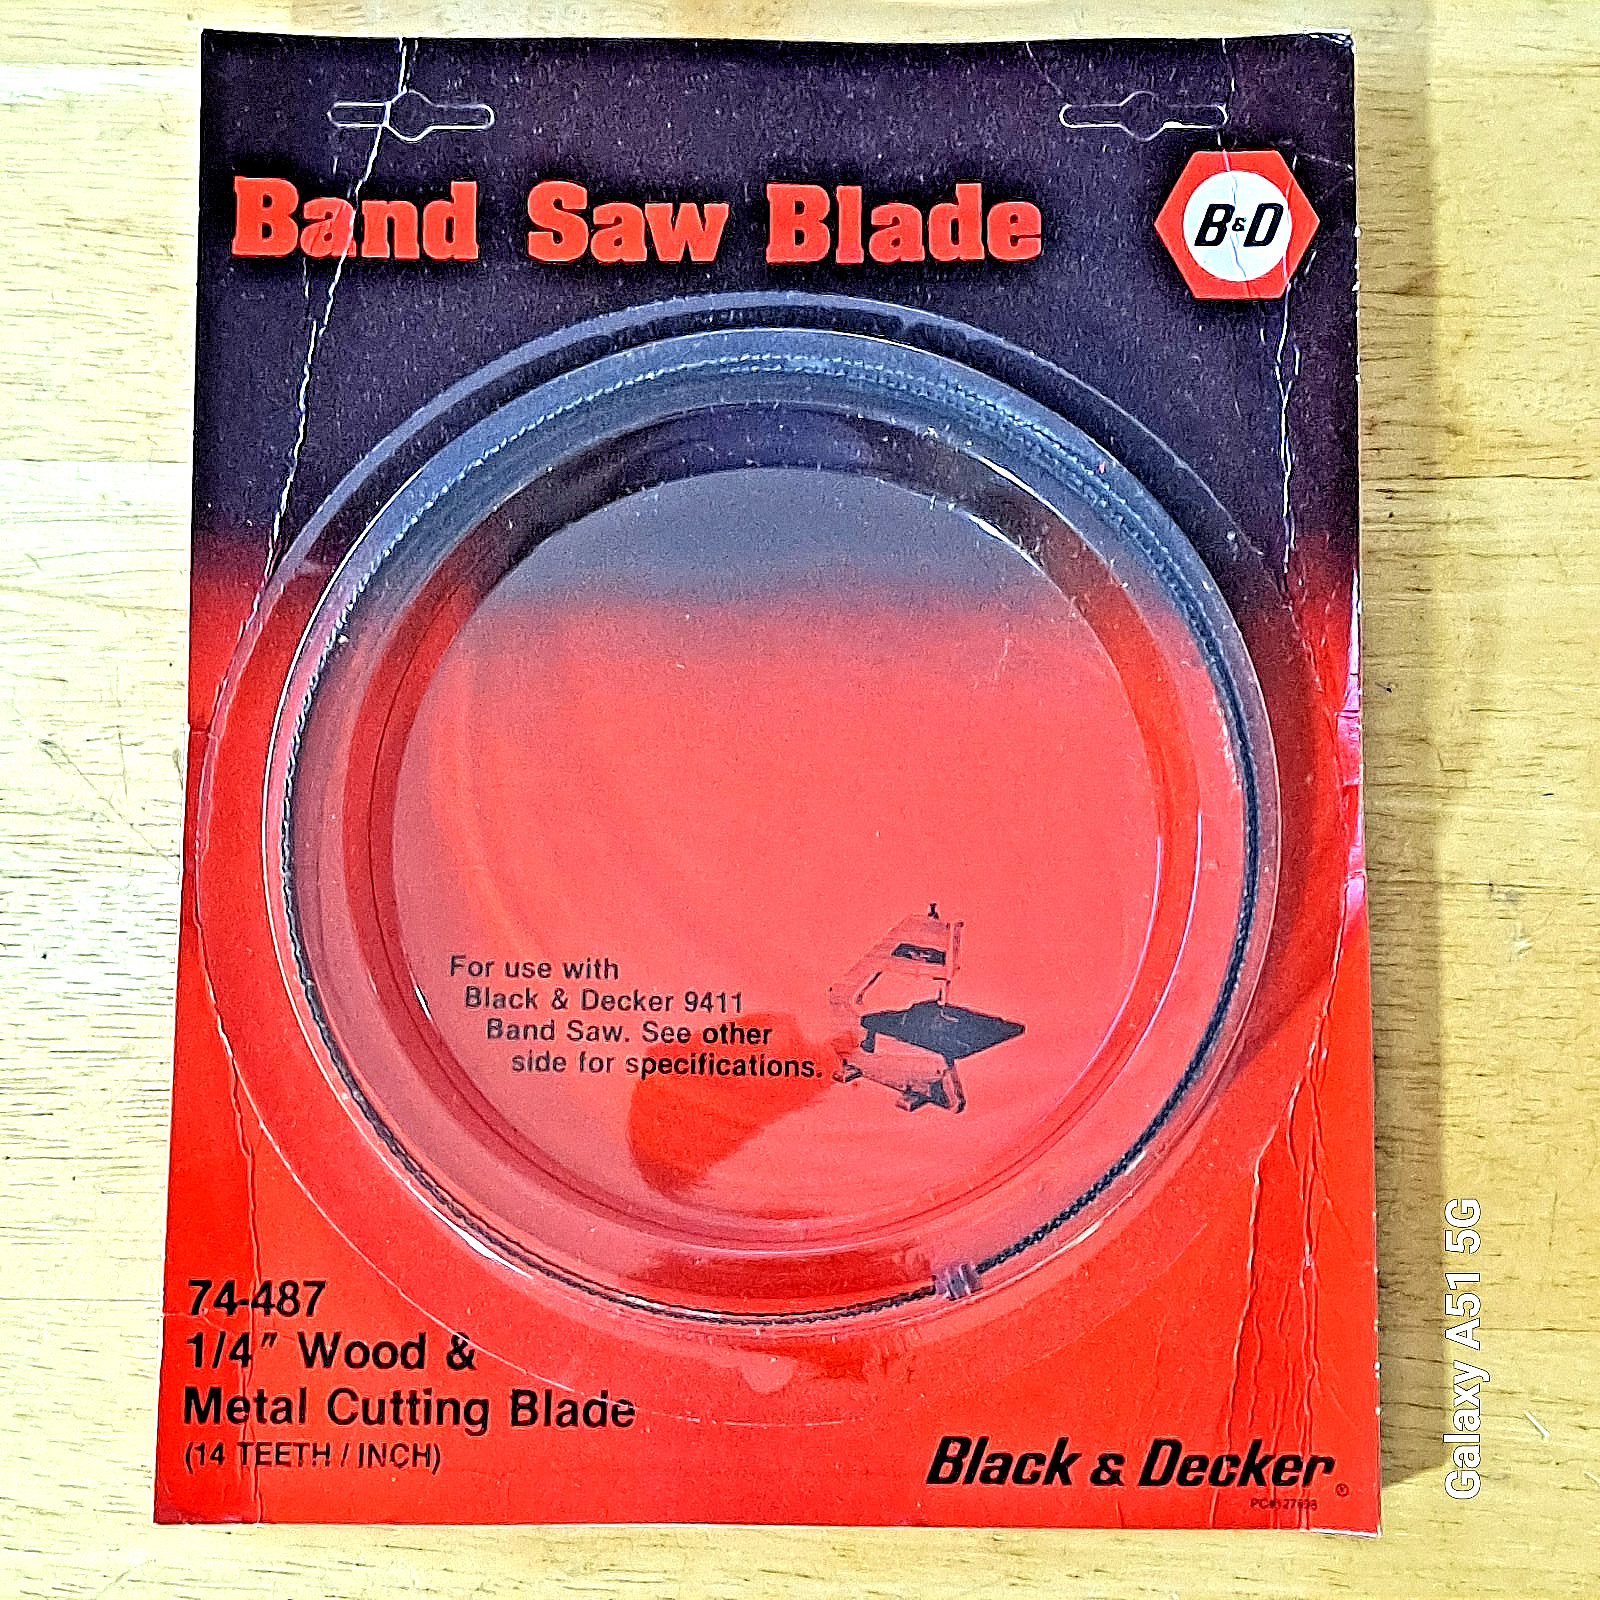 Band Saw Blade
B&D
For use with
Black & Decker 9411
Band Saw. See other
side for specifications.
74-487
1/4" Wood &
Metal Cutting Blade
(14 TEETH / INCH)
Black & Decker®
Galaxy A51 5G